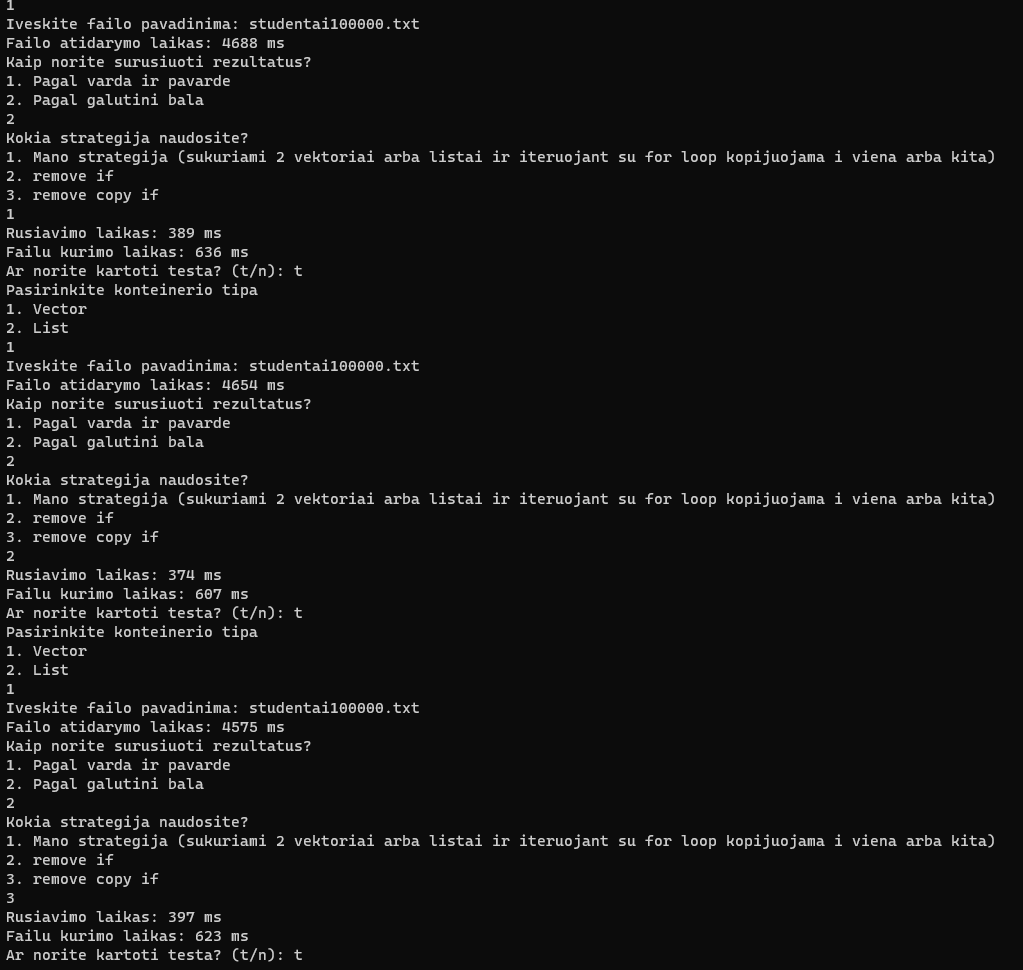 1
Iveskite failo pavadinima: studentai100000.txt
Failo atidarymo laikas: 4688 ms
Kaip norite surusiuoti rezultatus?
1. Pagal varda ir pavarde
2. Pagal galutini bala
2
Kokia strategija naudosite?
1. Mano strategija (sukuriami 2 vektoriai arba listai ir iteruojant su for loop kopijuojama i viena arba kita)
2. remove if
3. remove copy if
1
Rusiavimo laikas: 389 ms
Failu kurimo laikas: 636 ms
Ar norite kartoti testa? (t/n): t
Pasirinkite konteinerio tipa
1. Vector
2. List
1
Iveskite failo pavadinima: studentai100000.txt
Failo atidarymo laikas: 4654 ms
Kaip norite surusiuoti rezultatus?
1. Pagal varda ir pavarde
2. Pagal galutini bala
2
Kokia strategija naudosite?
1. Mano strategija (sukuriami 2 vektoriai arba listai ir iteruojant su for loop kopijuojama i viena arba kita)
2. remove if
3. remove copy if
2
Rusiavimo laikas: 374 ms
Failu kurimo laikas: 607 ms
Ar norite kartoti testa? (t/n): t
Pasirinkite konteinerio tipa
1. Vector
2. List
1
Iveskite failo pavadinima: studentai100000.txt
Failo atidarymo laikas: 4575 ms
Kaip norite surusiuoti rezultatus?
1. Pagal varda ir pavarde
2. Pagal galutini bala
2
Kokia strategija naudosite?
1. Mano strategija (sukuriami 2 vektoriai arba listai ir iteruojant su for loop kopijuojama i viena arba kita)
2. remove if
3. remove copy if
3
Rusiavimo laikas: 397 ms
Failu kurimo laikas: 623 ms
Ar norite kartoti testa? (t/n): t